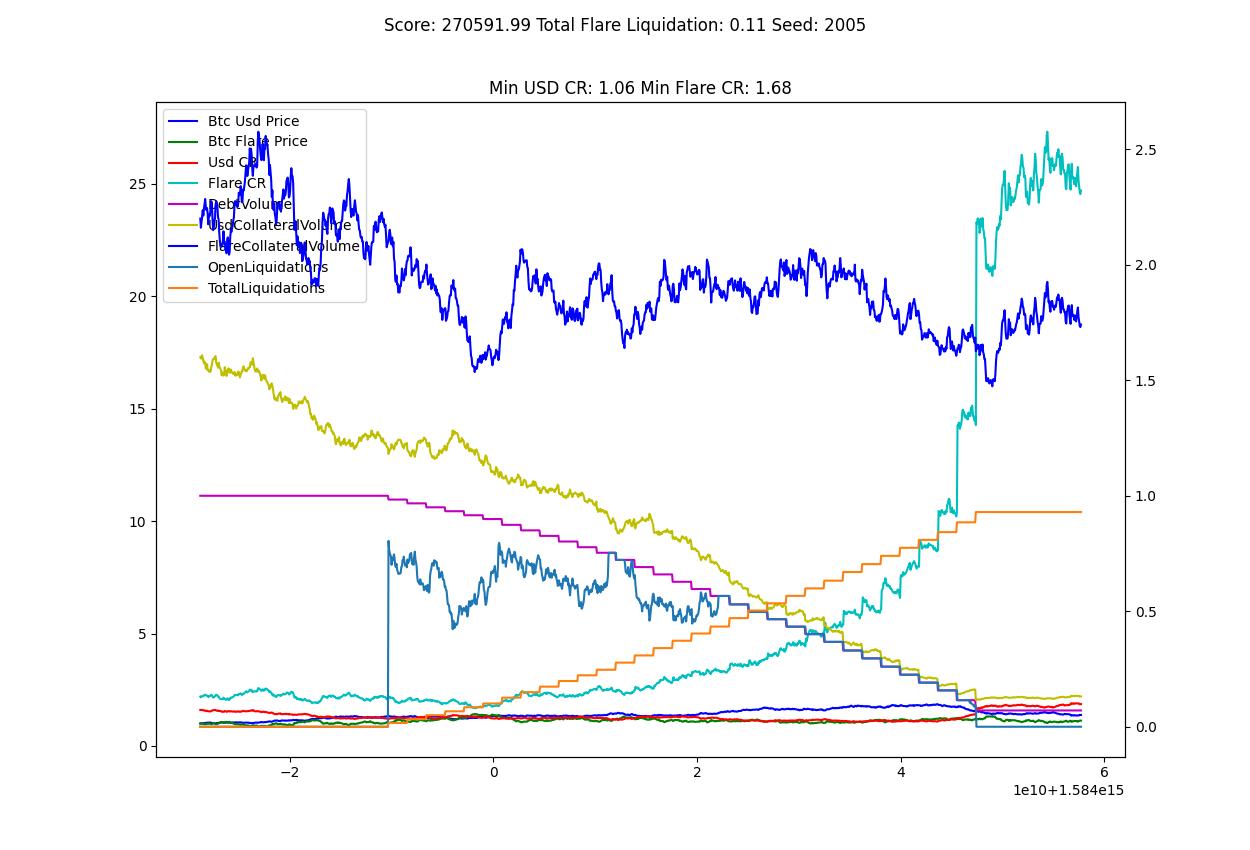 Score: 270591.99 Total Flare Liquidation: 0.11 Seed: 2005
Min USD CR: 1.06 Min Flare CR: 1.68
Btc Usd Price
Btc Flare Price
Usd CR
Flare CR
DebtVolume
UsdCollateralVolume
FlareCollateralVolume
OpenLiquidations
TotalLiquidations
25
20
15
10
5
0
2.5
2.0
1.5
1.0
0.5
0.0
−2 0 2 4 6
1e10+1.584e15